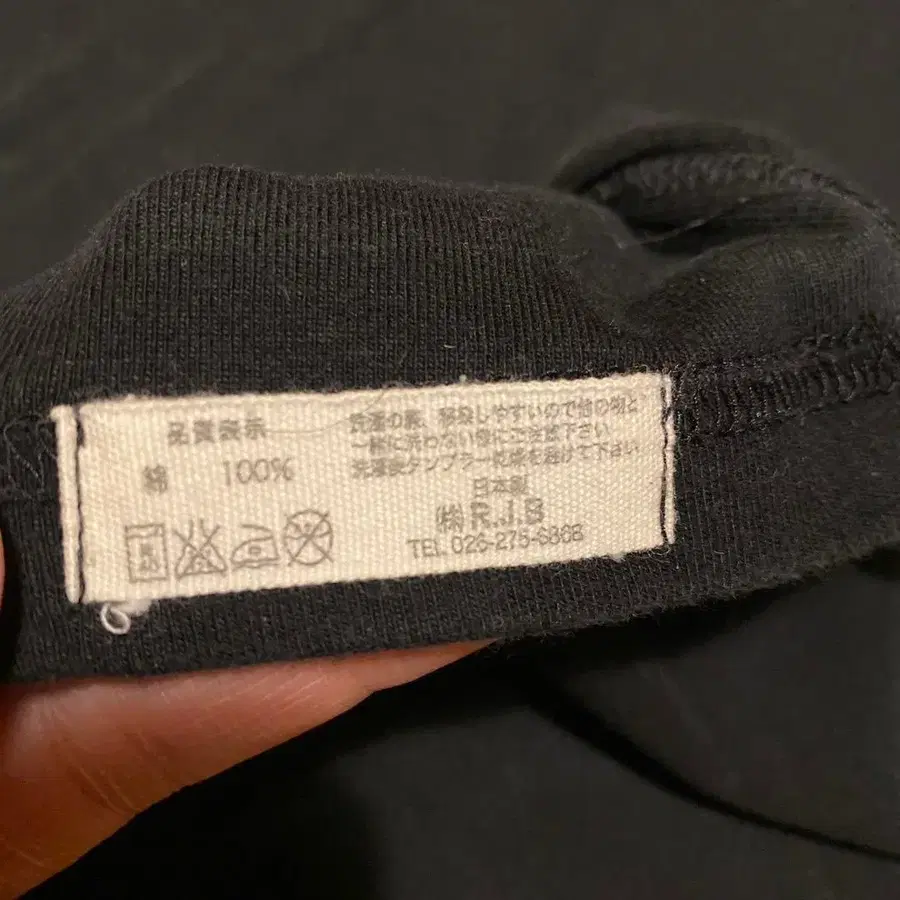 品質表示
綿 100%
洗濯の際、移染しやすいので他の物と
一緒に洗わない様にご注意下さい
洗濯後タンブラー乾燥を避けて下さい
日本製
㈱ R.J.B
TEL 026-275-6868